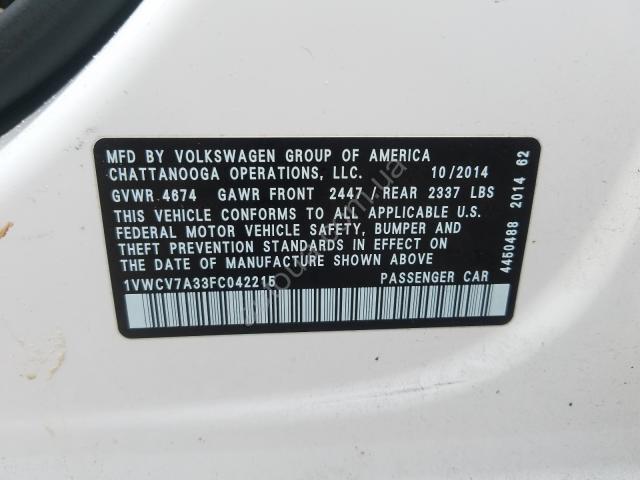 MFD BY VOLKSWAGEN GROUP OF AMERICA
CHATTANOOGA OPERATIONS, LLC. 10/2014
GVWR 4674 GAWR FRONT 2447 / REAR 2337 LBS
THIS VEHICLE CONFORMS TO ALL APPLICABLE U.S.
FEDERAL MOTOR VEHICLE SAFETY, BUMPER AND
THEFT PREVENTION STANDARDS IN EFFECT ON
THE DATE OF MANUFACTURE SHOWN ABOVE
1VWCV7A33FC042215 PASSENGER CAR
4450488 2014 62